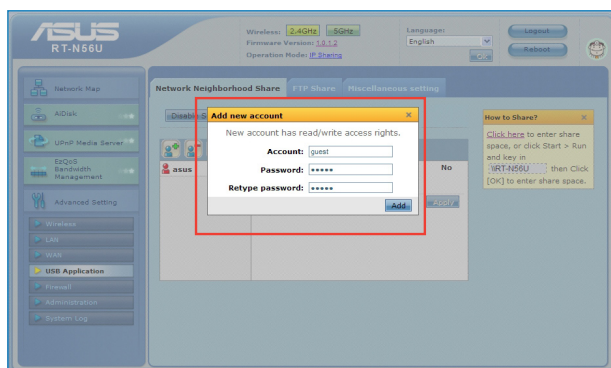 ASUS
RT-N56U
Wireless: 2.4GHz 5GHz
Firmware Version: 1.0.1.2
Operation Mode: IP Sharing
Language:
English
Logout
Reboot
Network Map
AiDisk
UPnP Media Server
EzQoS
Bandwidth
Management
Advanced Setting
Wireless
LAN
WAN
USB Application
Firewall
Administration
System Log
Network Neighborhood Share FTP Share Miscellaneous setting
Disable S
Add new account ×
New account has read/write access rights.
Account: guest
Password: •••••
Retype password: •••••
Add
asus
No
Apply
How to Share? ×
Click here to enter share
space, or click Start > Run
and key in
\\RT-N56U then Click
[OK] to enter share space.